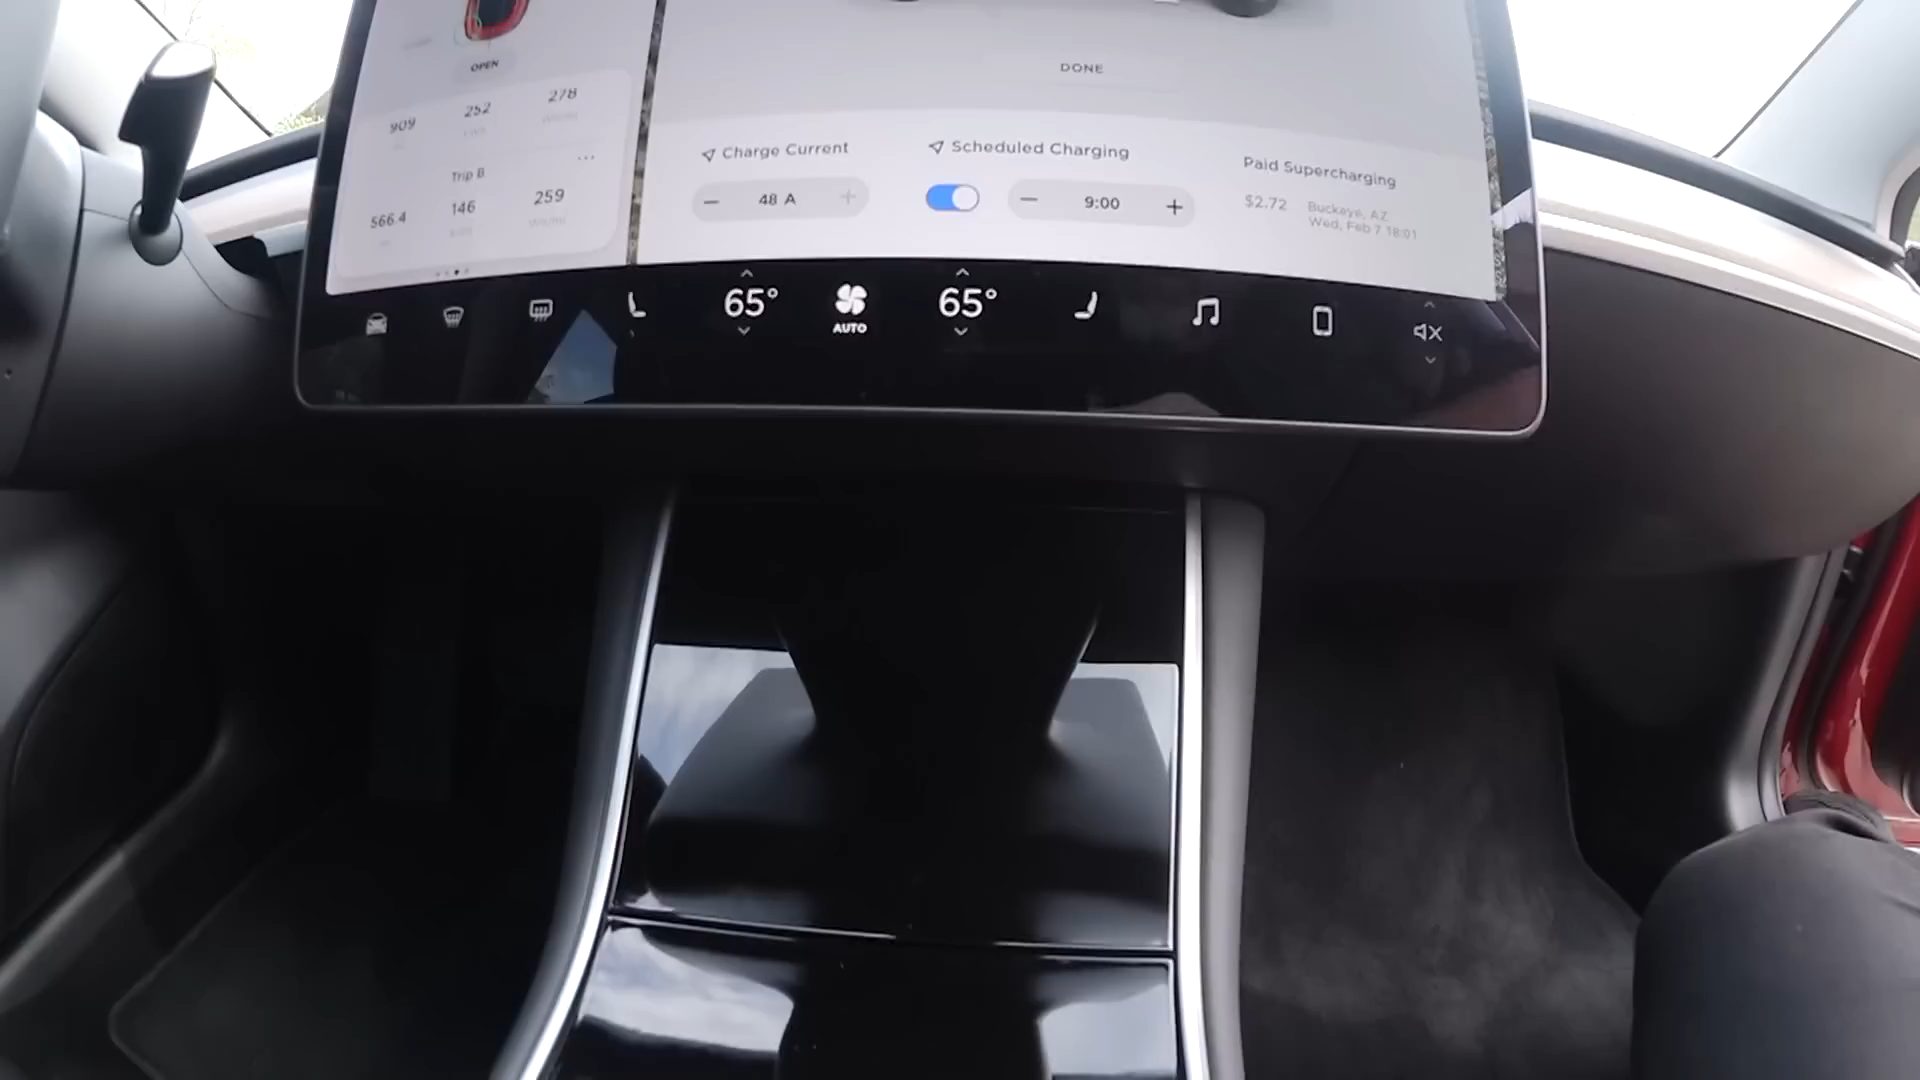 OPEN
909
252
278
...
Trip B
566.4
146
259
DONE
Charge Current
− 48 A +
Scheduled Charging
− 9:00 +
Paid Supercharging
$2.72
Buckeye, AZ
Wed, Feb 7 18:01
65°
AUTO
65°